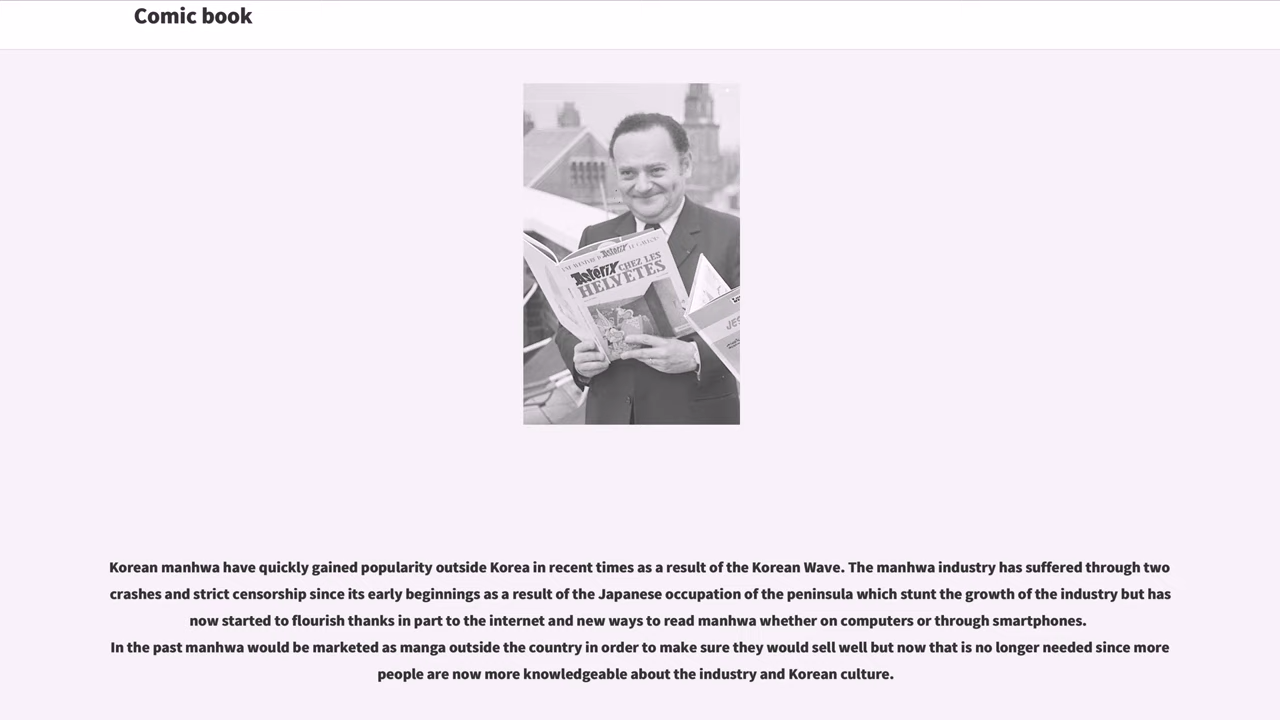 Comic book
Astérix
Astérix CHEZ LES
HELVÈTES
Korean manhwa have quickly gained popularity outside Korea in recent times as a result of the Korean Wave. The manhwa industry has suffered through two
crashes and strict censorship since its early beginnings as a result of the Japanese occupation of the peninsula which stunt the growth of the industry but has
now started to flourish thanks in part to the internet and new ways to read manhwa whether on computers or through smartphones.
In the past manhwa would be marketed as manga outside the country in order to make sure they would sell well but now that is no longer needed since more
people are now more knowledgeable about the industry and Korean culture.